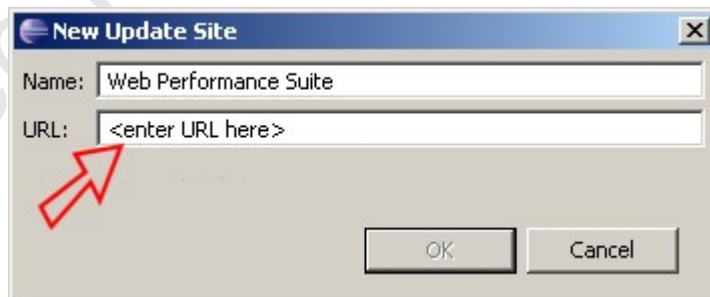 New Update Site
Name: Web Performance Suite
URL: <enter URL here>
OK Cancel